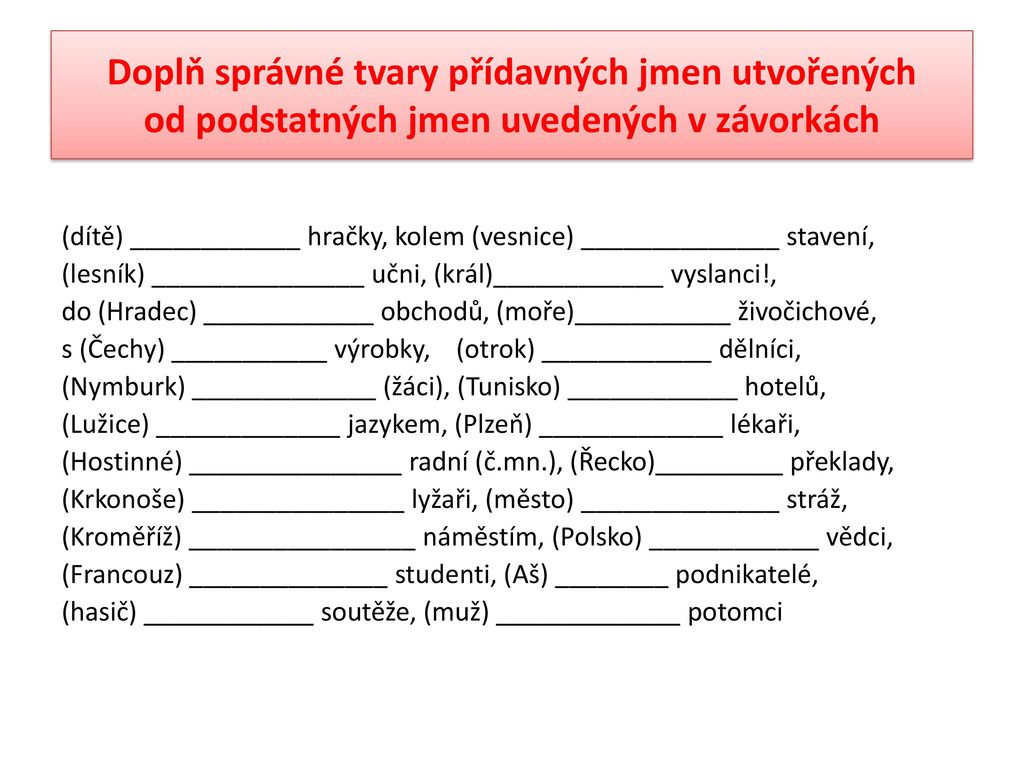 Doplň správné tvary přídavných jmen utvořených
od podstatných jmen uvedených v závorkách
(dítě) ____________ hračky, kolem (vesnice) ______________ stavení,
(lesník) _______________ učni, (král)____________ vyslanci!,
do (Hradec) ____________ obchodů, (moře)___________ živočichové,
s (Čechy) ___________ výrobky, (otrok) ____________ dělníci,
(Nymburk) _____________ (žáci), (Tunisko) ____________ hotelů,
(Lužice) _____________ jazykem, (Plzeň) _____________ lékaři,
(Hostinné) _______________ radní (č.mn.), (Řecko)_________ překlady,
(Krkonoše) _______________ lyžaři, (město) ______________ stráž,
(Kroměříž) ________________ náměstím, (Polsko) ____________ vědci,
(Francouz) ______________ studenti, (Aš) ________ podnikatelé,
(hasič) ____________ soutěže, (muž) _____________ potomci